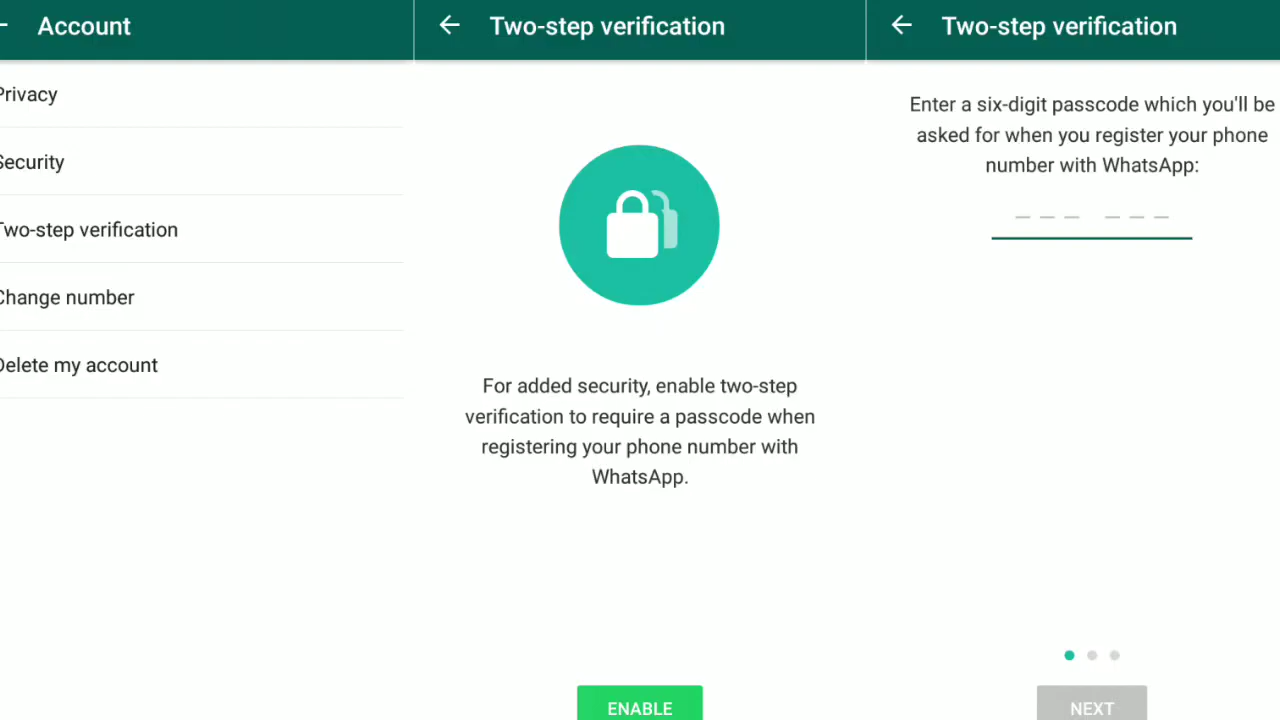 Account
Privacy
Security
Two-step verification
Change number
Delete my account
Two-step verification
For added security, enable two-step
verification to require a passcode when
registering your phone number with
WhatsApp.
ENABLE
Two-step verification
Enter a six-digit passcode which you'll be
asked for when you register your phone
number with WhatsApp:
NEXT